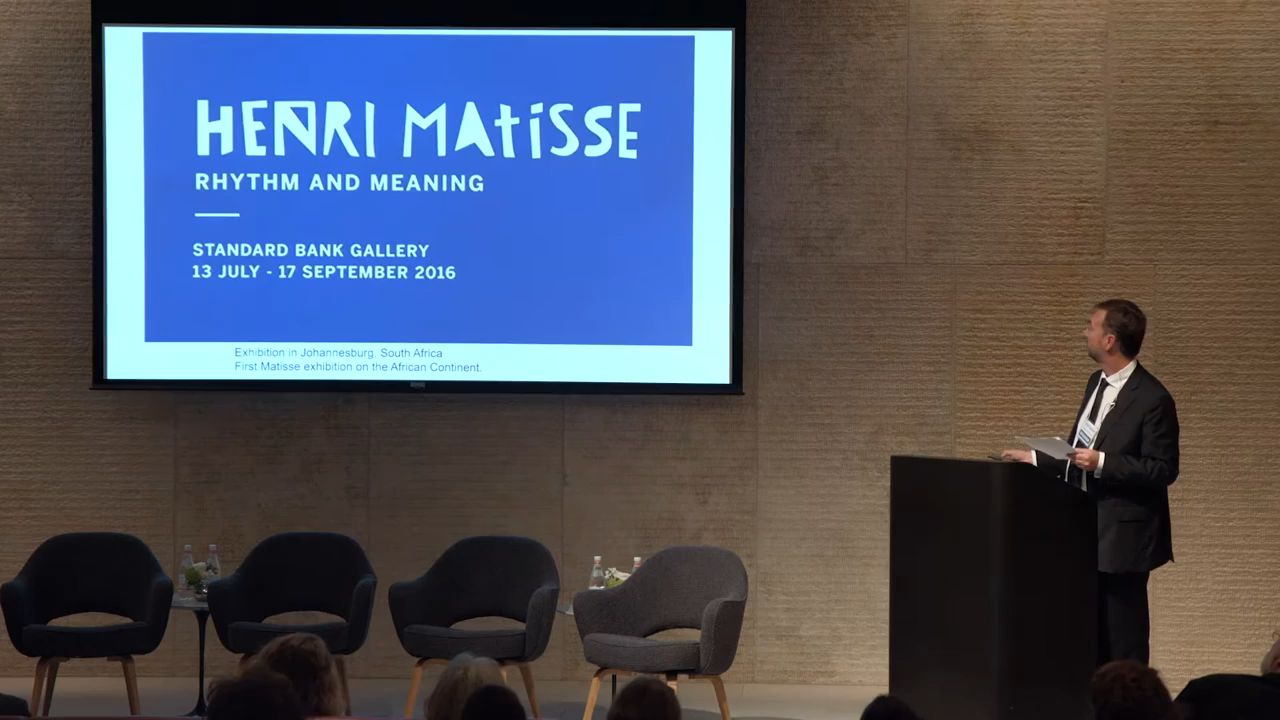 HENRI MATISSE
RHYTHM AND MEANING
STANDARD BANK GALLERY
13 JULY - 17 SEPTEMBER 2016
Exhibition in Johannesburg, South Africa
First Matisse exhibition on the African Continent.